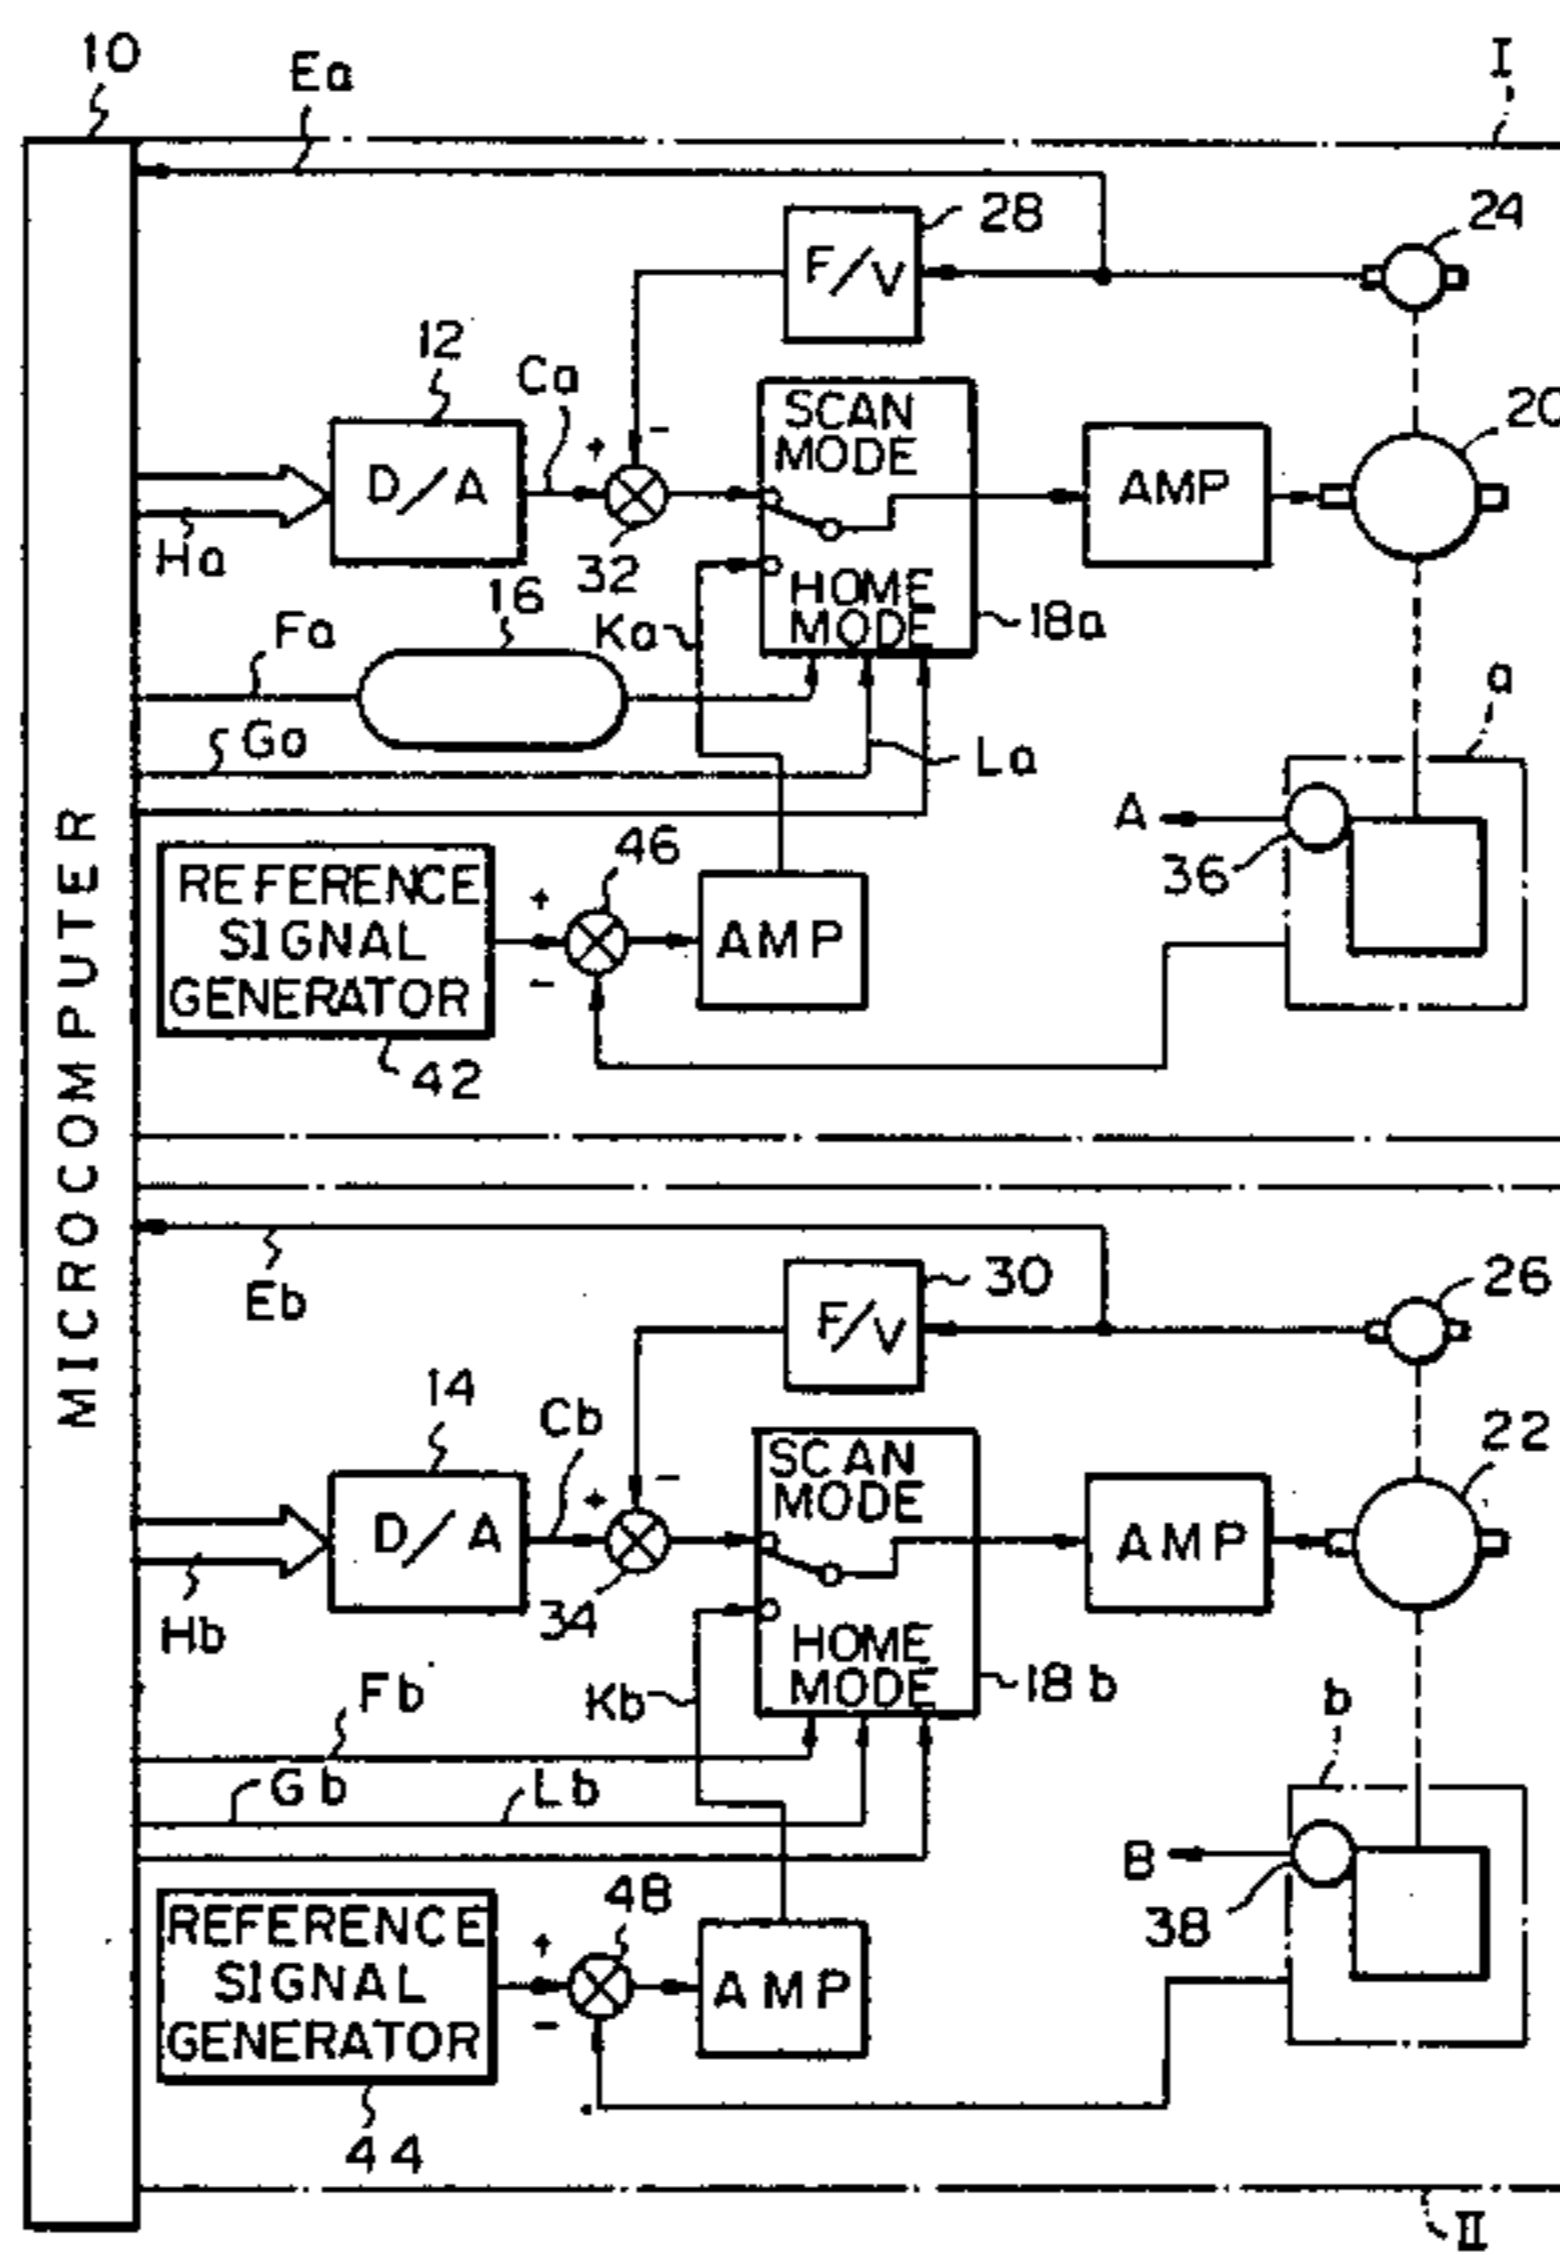 10
Ea
I
28
24
F/V
12
Ca
SCAN
MODE
20
+
-
D/A
AMP
Ha
32
HOME
MODE
16
Ka
18a
Fa
Ga
La
a
A
36
46
REFERENCE
SIGNAL
GENERATOR
+
-
AMP
42
MICROCOMPUTER
Eb
30
26
F/V
14
Cb
SCAN
MODE
22
+
-
D/A
AMP
Hb
34
HOME
MODE
Fb
Kb
18b
b
Gb
Lb
B
38
48
REFERENCE
SIGNAL
GENERATOR
+
-
AMP
44
II